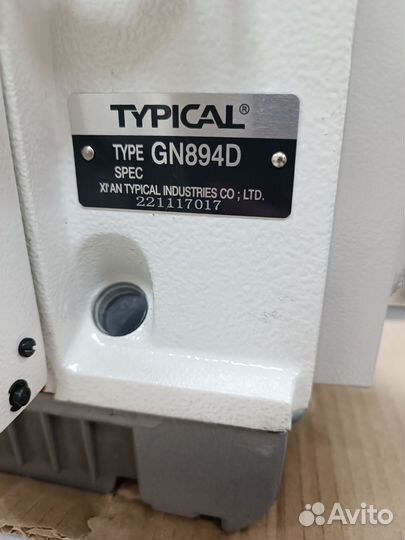 TYPICAL®
TYPE GN894D
SPEC
XI'AN TYPICAL INDUSTRIES CO ; LTD.
221117017
Avito